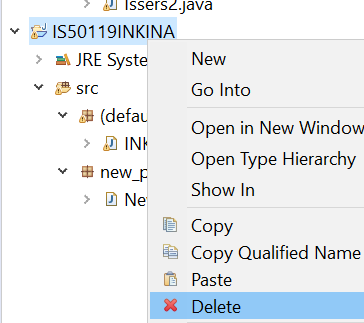 Issers2.java
IS50119INKINA
JRE Syste
src
(defau
INK
new_p
Ne
New
Go Into
Open in New Window
Open Type Hierarchy
Show In
Copy
Copy Qualified Name
Paste
Delete